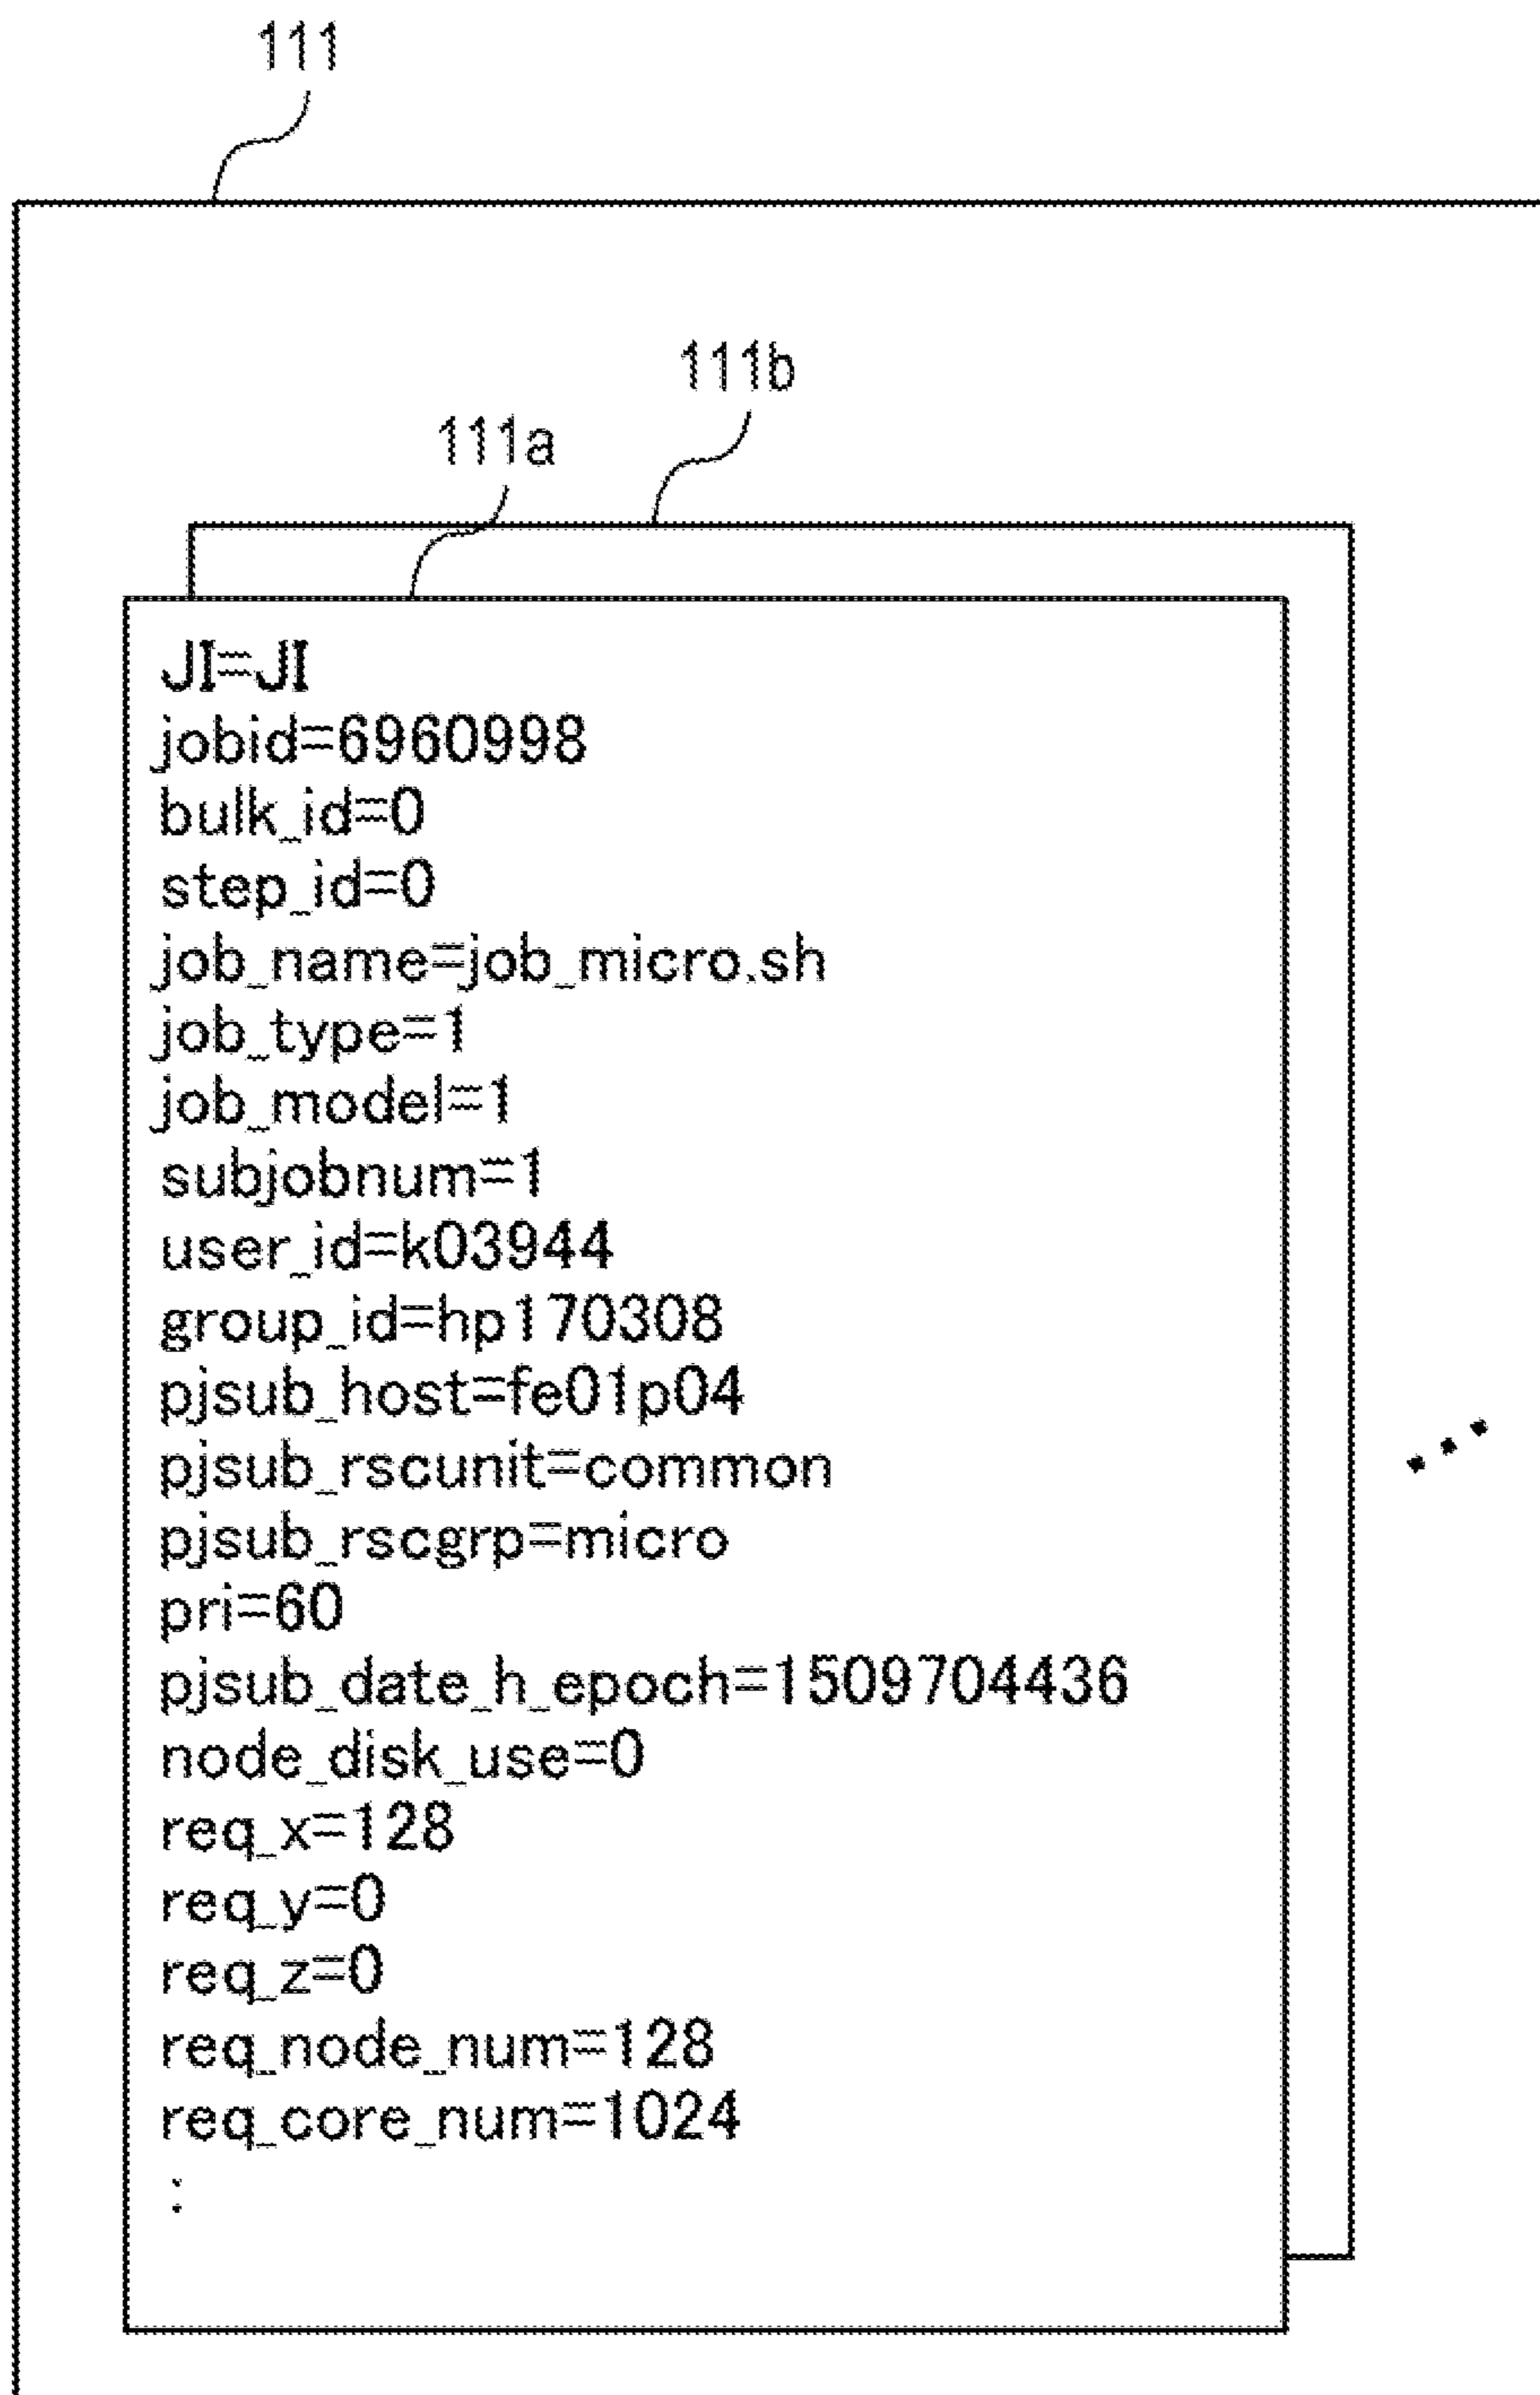 111
111b
111a
JI=JI
jobid=6960998
bulk_id=0
step_id=0
job_name=job_micro.sh
job_type=1
job_model=1
subjobnum=1
user_id=k03944
group_id=hp170308
pjsub_host=fe01p04
pjsub_rscunit=common
pjsub_rscgrp=micro
pri=60
pjsub_date_h_epoch=1509704436
node_disk_use=0
req_x=128
req_y=0
req_z=0
req_node_num=128
req_core_num=1024
:
…